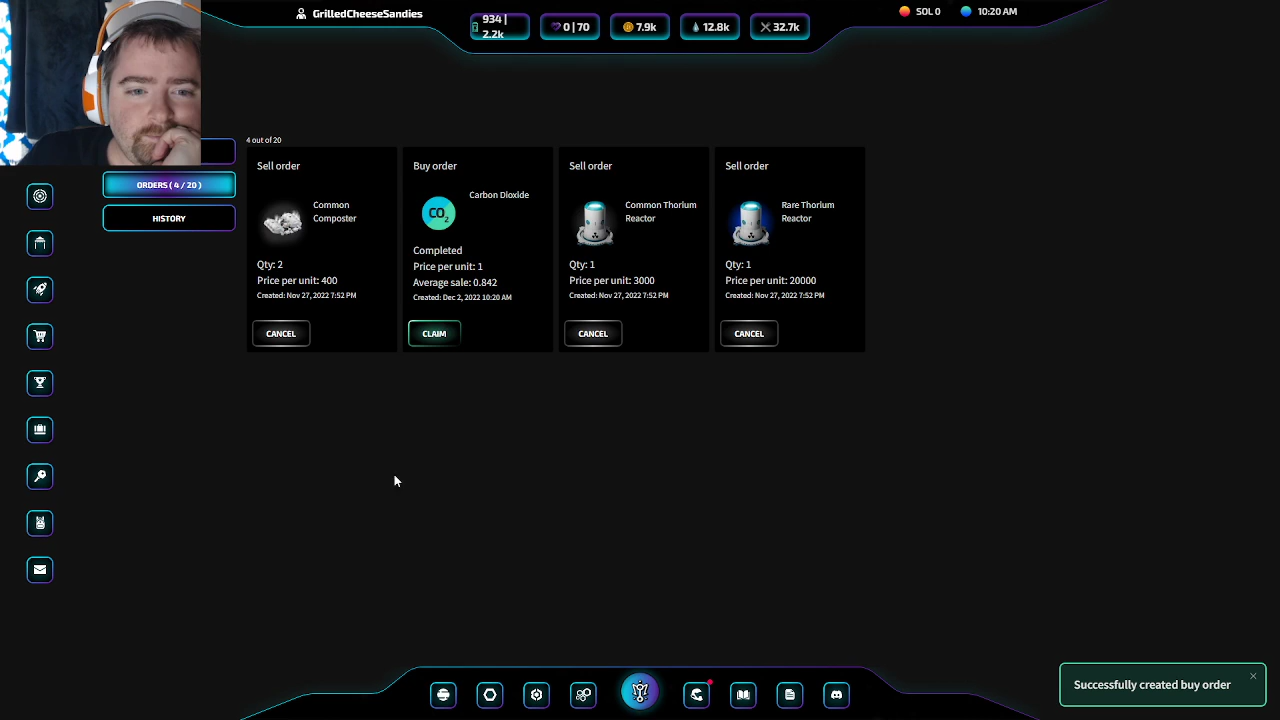 GrilledCheeseSandies
934 |
2.2k
0 | 70
7.9k
12.8k
32.7k
SOL 0
10:20 AM
4 out of 20
ORDERS ( 4 / 20 )
HISTORY
Sell order
Common
Composter
Qty: 2
Price per unit: 400
Created: Nov 27, 2022 7:52 PM
CANCEL
Buy order
CO2
Carbon Dioxide
Completed
Price per unit: 1
Average sale: 0.842
Created: Dec 2, 2022 10:20 AM
CLAIM
Sell order
Common Thorium
Reactor
Qty: 1
Price per unit: 3000
Created: Nov 27, 2022 7:52 PM
CANCEL
Sell order
Rare Thorium
Reactor
Qty: 1
Price per unit: 20000
Created: Nov 27, 2022 7:52 PM
CANCEL
Successfully created buy order